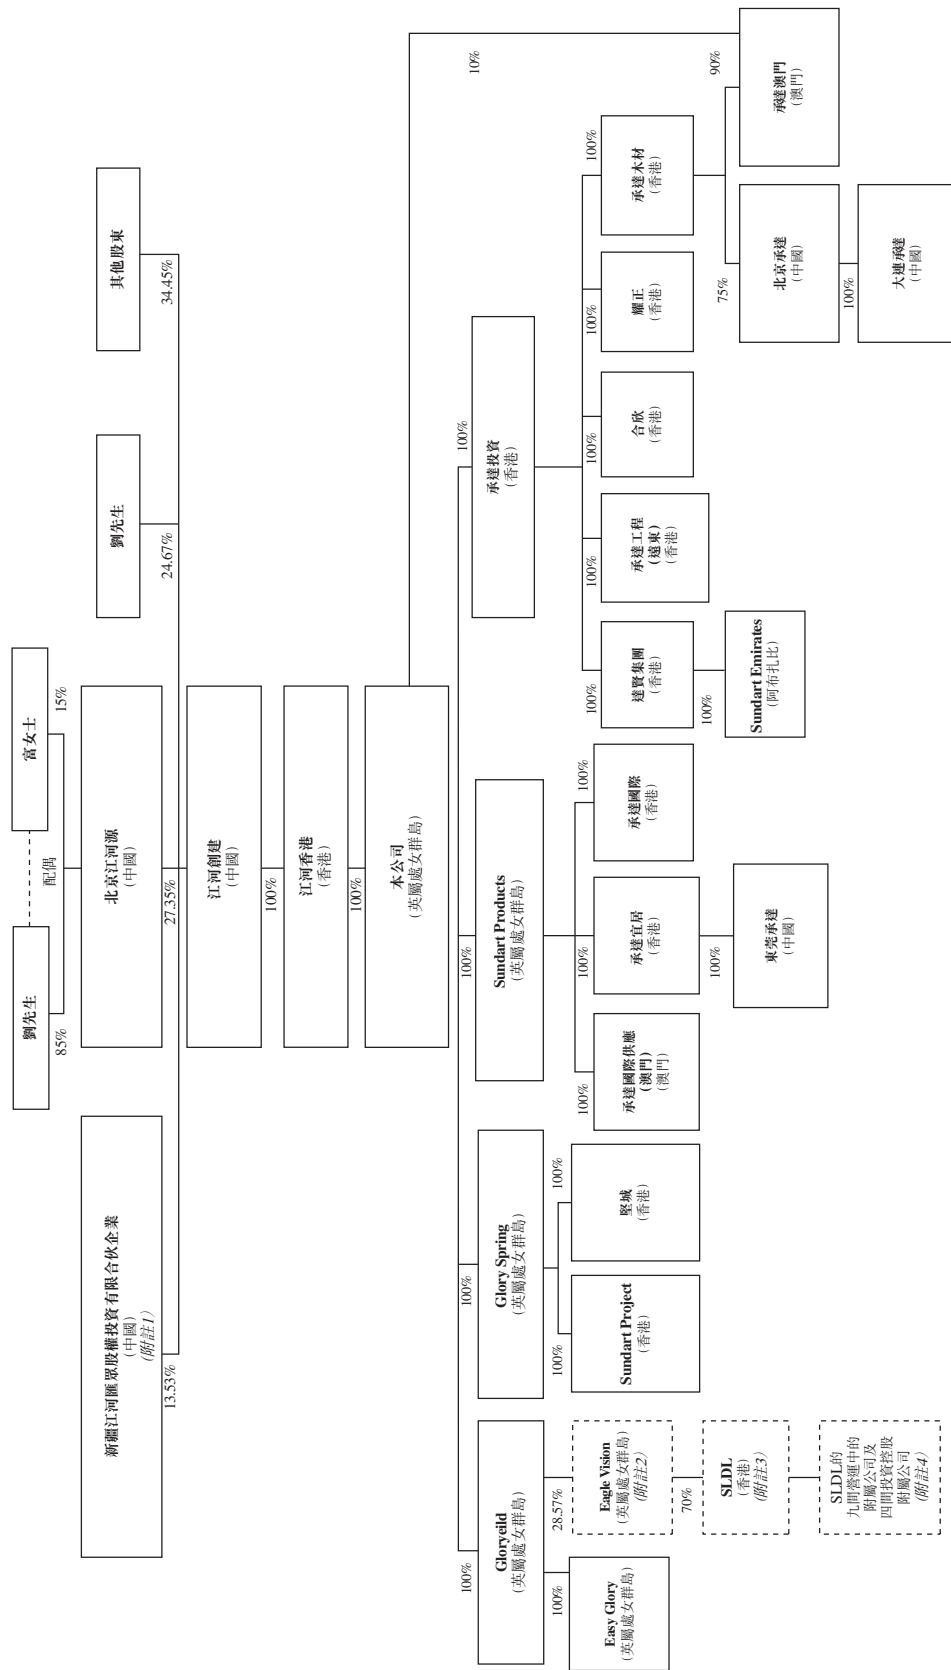 劉先生
配偶
富女士
85%
15%
新疆江河匯眾股權投資有限合伙企業
(中國)
(附註1)
北京江河源
(中國)
劉先生
其他股東
13.53%
27.35%
24.67%
34.45%
江河創建
(中國)
100%
江河香港
(香港)
100%
本公司
(英屬處女群島)
100%
100%
100%
100%
10%
Gloryeild
(英屬處女群島)
Glory Spring
(英屬處女群島)
Sundart Products
(英屬處女群島)
承達投資
(香港)
100%
28.57%
100%
100%
100%
100%
100%
100%
100%
100%
100%
100%
Easy Glory
(英屬處女群島)
Eagle Vision
(英屬處女群島)
(附註2)
Sundart Project
(香港)
堅城
(香港)
承達國際供應
(澳門)
(澳門)
承達宜居
(香港)
承達國際
(香港)
達賢集團
(香港)
承達工程
(遠東)
(香港)
合欣
(香港)
耀正
(香港)
承達木材
(香港)
70%
100%
100%
75%
90%
SLDL
(香港)
(附註3)
東莞承達
(中國)
Sundart Emirates
(阿布扎比)
北京承達
(中國)
承達澳門
(澳門)
100%
SLDL的
九間營運中的
附屬公司及
四間投資控股
附屬公司
(附註4)
大連承達
(中國)